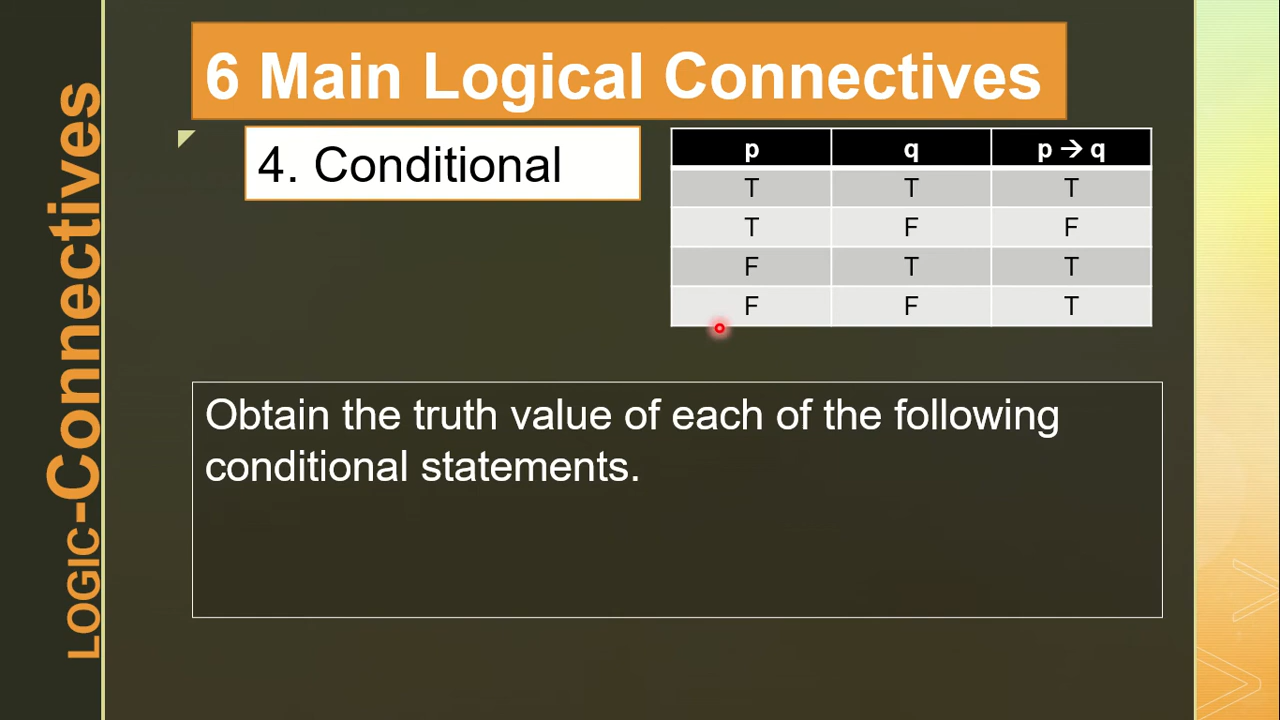 LOGIC-Connectives
6 Main Logical Connectives
4. Conditional
p q p → q
T T T
T F F
F T T
F F T
Obtain the truth value of each of the following
conditional statements.